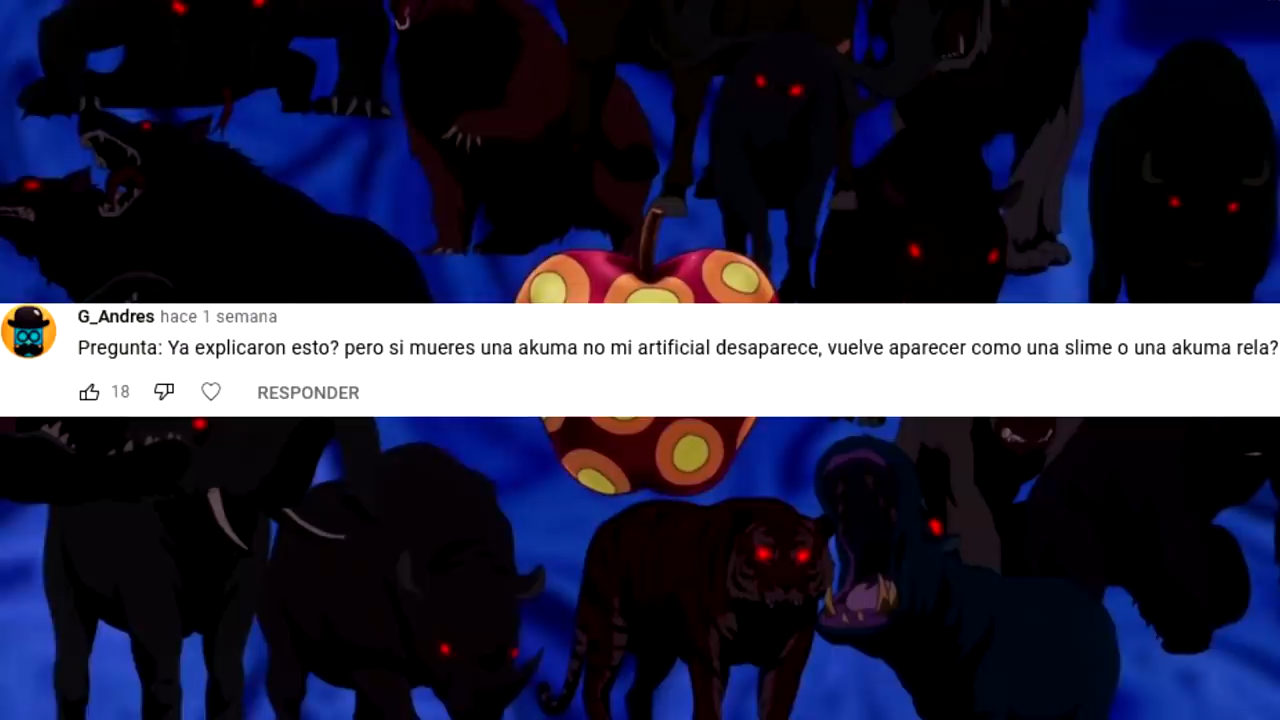 G_Andres hace 1 semana
Pregunta: Ya explicaron esto? pero si mueres una akuma no mi artificial desaparece, vuelve aparecer como una slime o una akuma rela?
18 RESPONDER